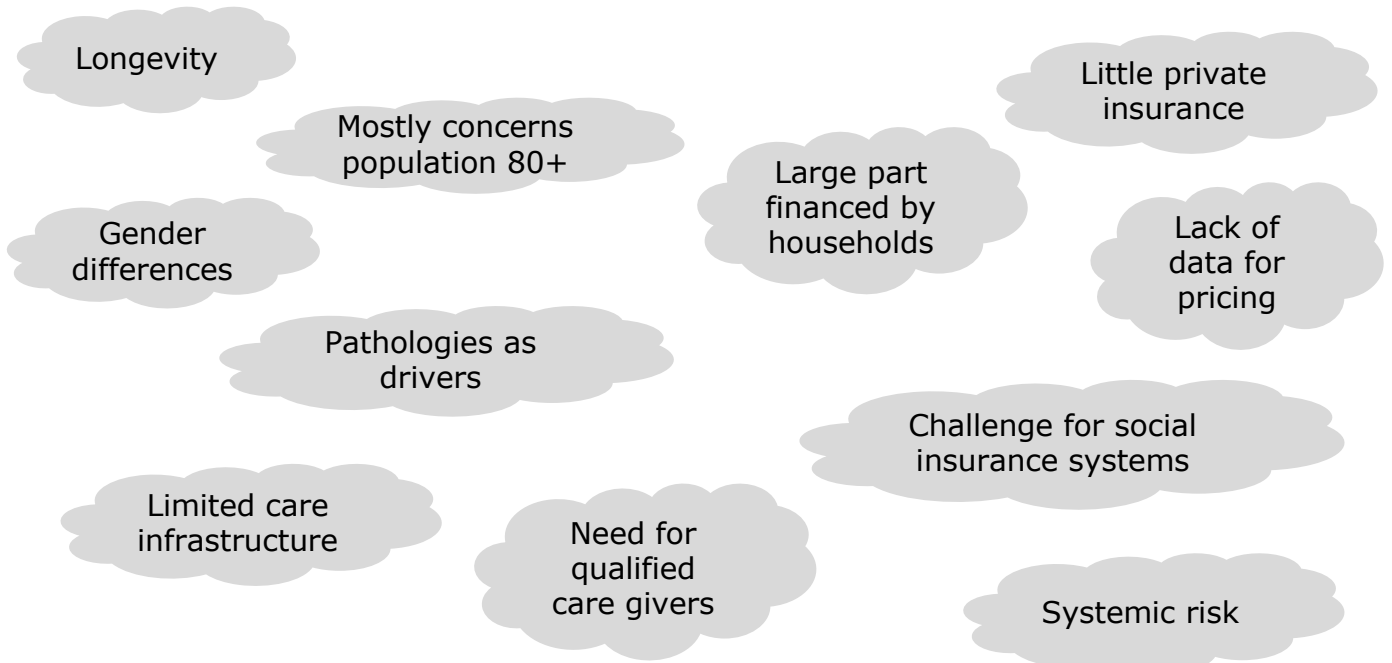 Longevity
Mostly concerns
population 80+
Gender
differences
Pathologies as
drivers
Limited care
infrastructure
Need for
qualified
care givers
Large part
financed by
households
Little private
insurance
Lack of
data for
pricing
Challenge for social
insurance systems
Systemic risk